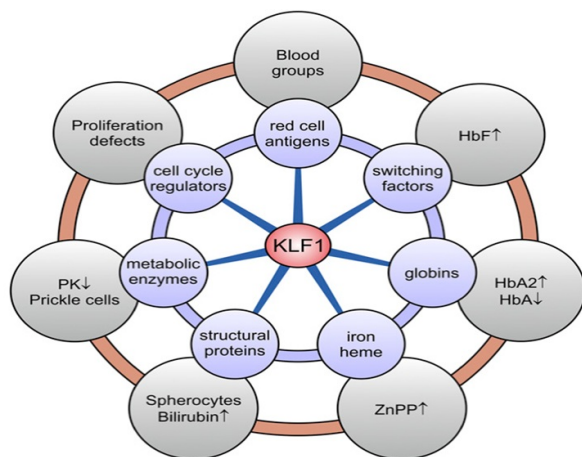 Blood
groups
red cell
antigens
Proliferation
defects
HbF↑
cell cycle
regulators
switching
factors
KLF1
metabolic
enzymes
globins
PK↓
Prickle cells
HbA2↑
HbA↓
structural
proteins
iron
heme
Spherocytes
Bilirubin↑
ZnPP↑